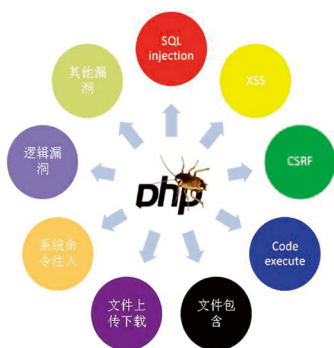 SQL
injection
XSS
CSRF
Code
execute
文件包
含
文件上
传下载
系统命
令注入
逻辑漏
洞
其他漏
洞
php